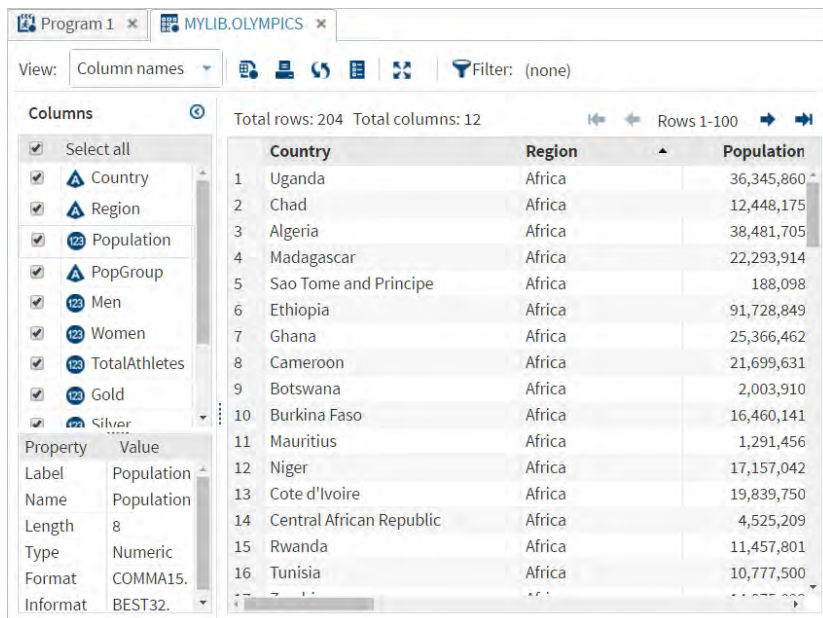 Program 1 × MYLIB.OLYMPICS ×
View: Column names Filter: (none)
Columns
Select all
Country
Region
Population
PopGroup
Men
Women
TotalAthletes
Gold
Silver
Property Value
Label Population
Name Population
Length 8
Type Numeric
Format COMMA15.
Informat BEST32.
Total rows: 204 Total columns: 12 Rows 1-100
Country Region Population
1 Uganda Africa 36,345,860
2 Chad Africa 12,448,175
3 Algeria Africa 38,481,705
4 Madagascar Africa 22,293,914
5 Sao Tome and Principe Africa 188,098
6 Ethiopia Africa 91,728,849
7 Ghana Africa 25,366,462
8 Cameroon Africa 21,699,631
9 Botswana Africa 2,003,910
10 Burkina Faso Africa 16,460,141
11 Mauritius Africa 1,291,456
12 Niger Africa 17,157,042
13 Cote d'Ivoire Africa 19,839,750
14 Central African Republic Africa 4,525,209
15 Rwanda Africa 11,457,801
16 Tunisia Africa 10,777,500